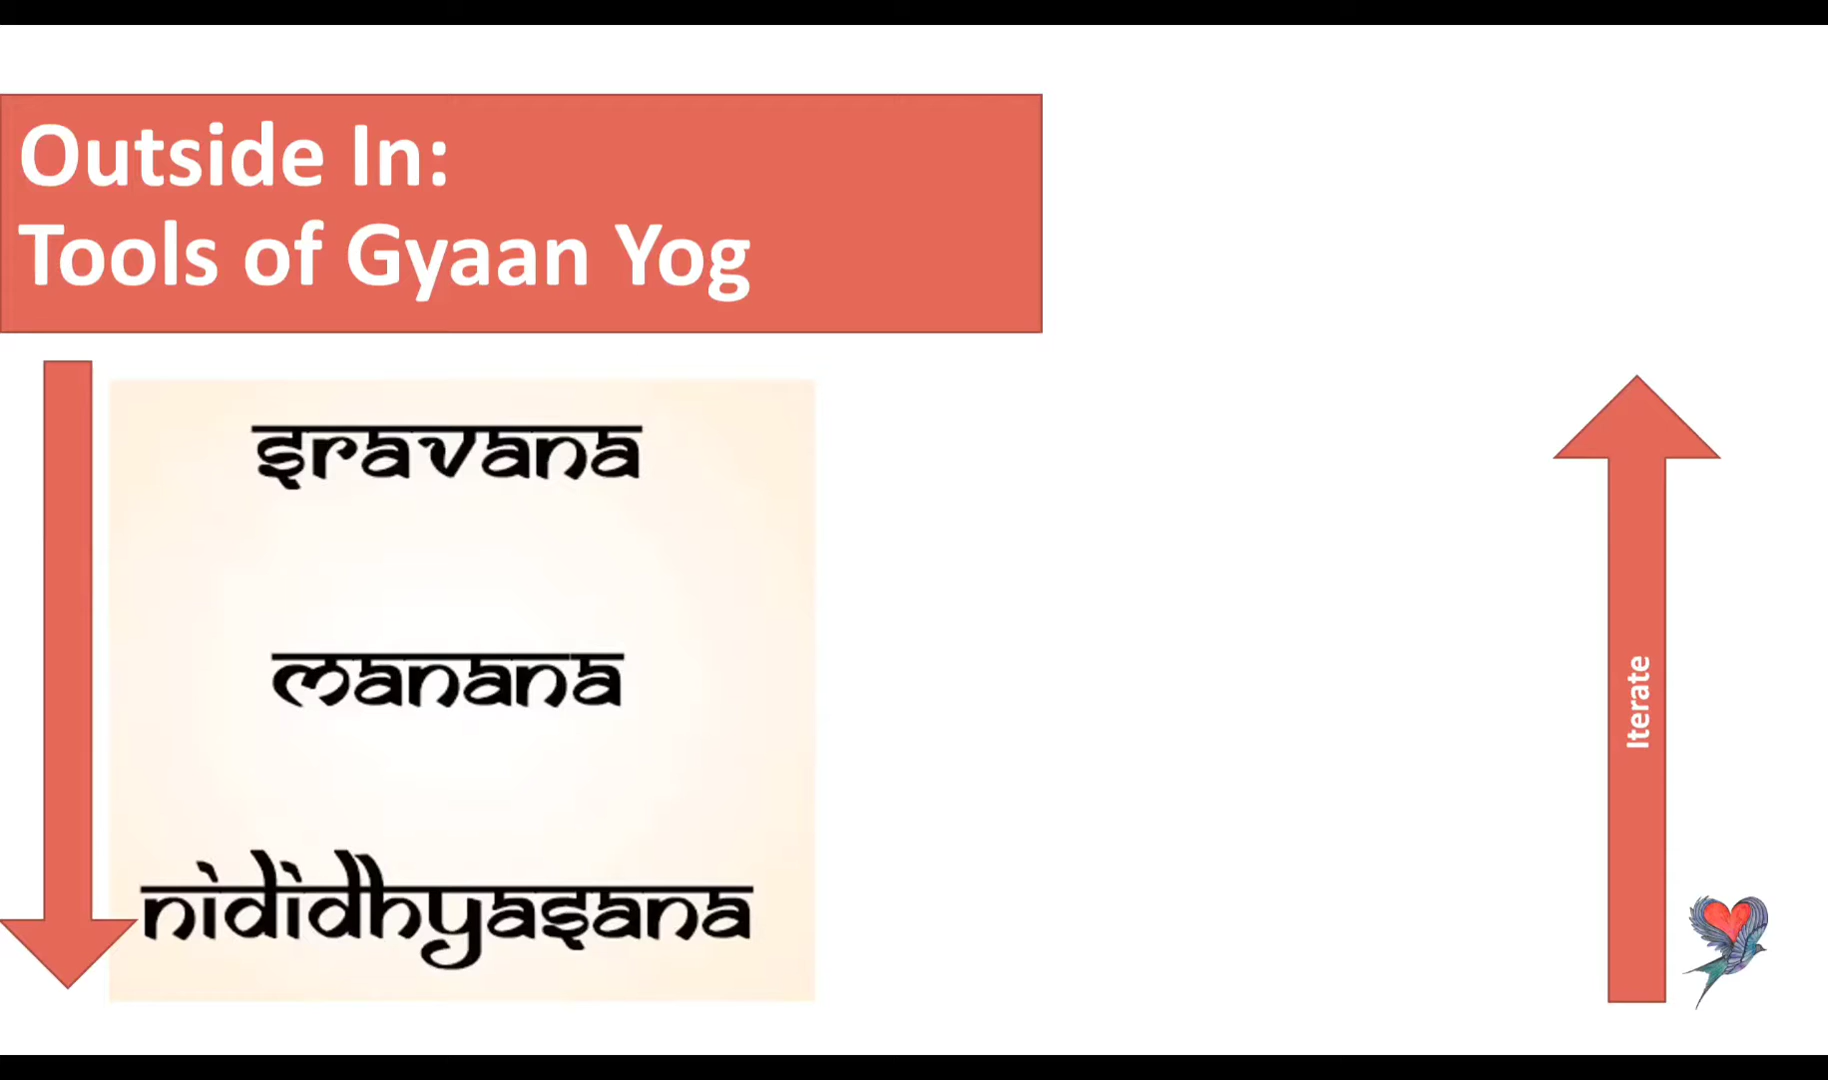 Outside In:
Tools of Gyaan Yog
sravana
manana
nididhyasana
Iterate